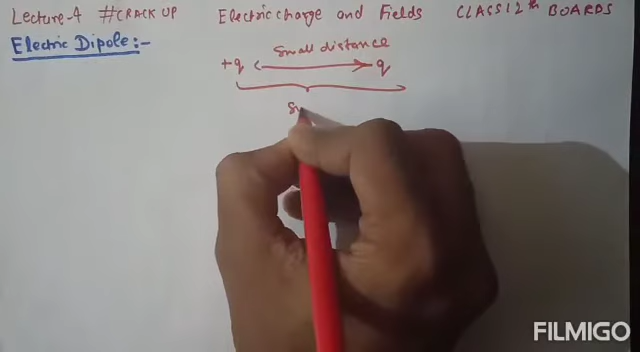 Lecture-4 #CRACK UP Electric charge and Fields CLASS 12th BOARDS
Electric Dipole:-
Small distance
+q -q
S
FILMIGO